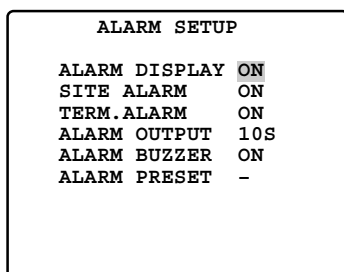 ALARM SETUP
ALARM DISPLAY ON
SITE ALARM ON
TERM.ALARM ON
ALARM OUTPUT 10S
ALARM BUZZER ON
ALARM PRESET –